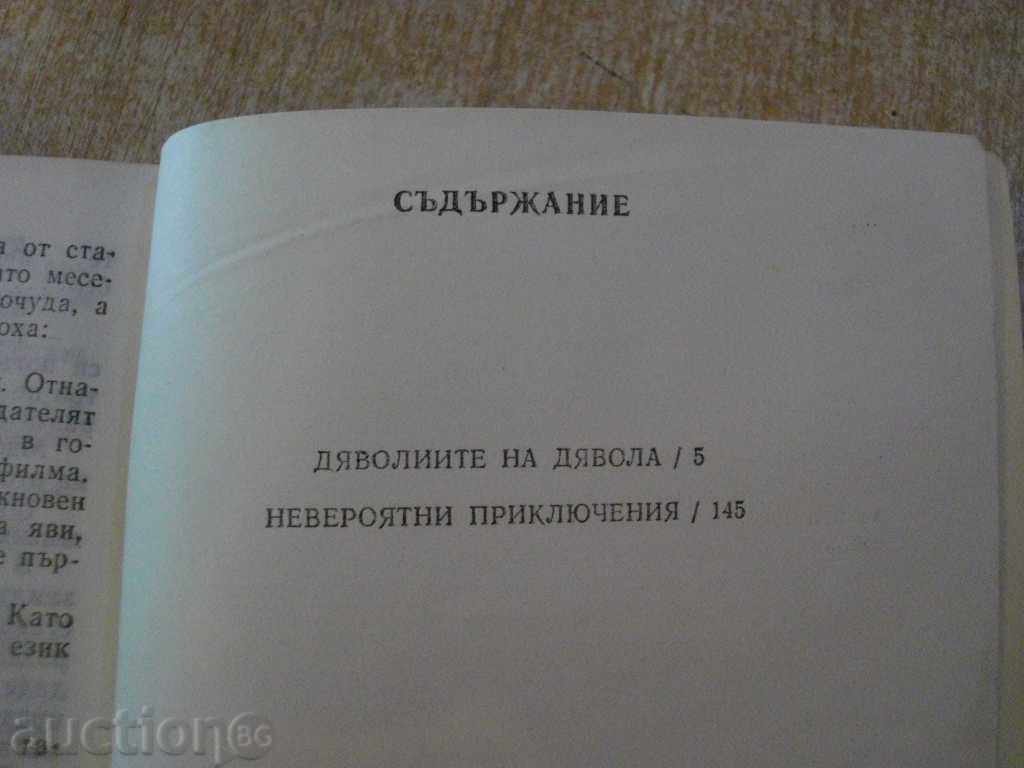 а от ста-
ато месе-
очуда, а
оха:
. Отна-
дателят
в го-
филма.
кновен
а яви,
е пър-
Като
език
СЪДЪРЖАНИЕ
ДЯВОЛИИТЕ НА ДЯВОЛА / 5
НЕВЕРОЯТНИ ПРИКЛЮЧЕНИЯ / 145
auction BG